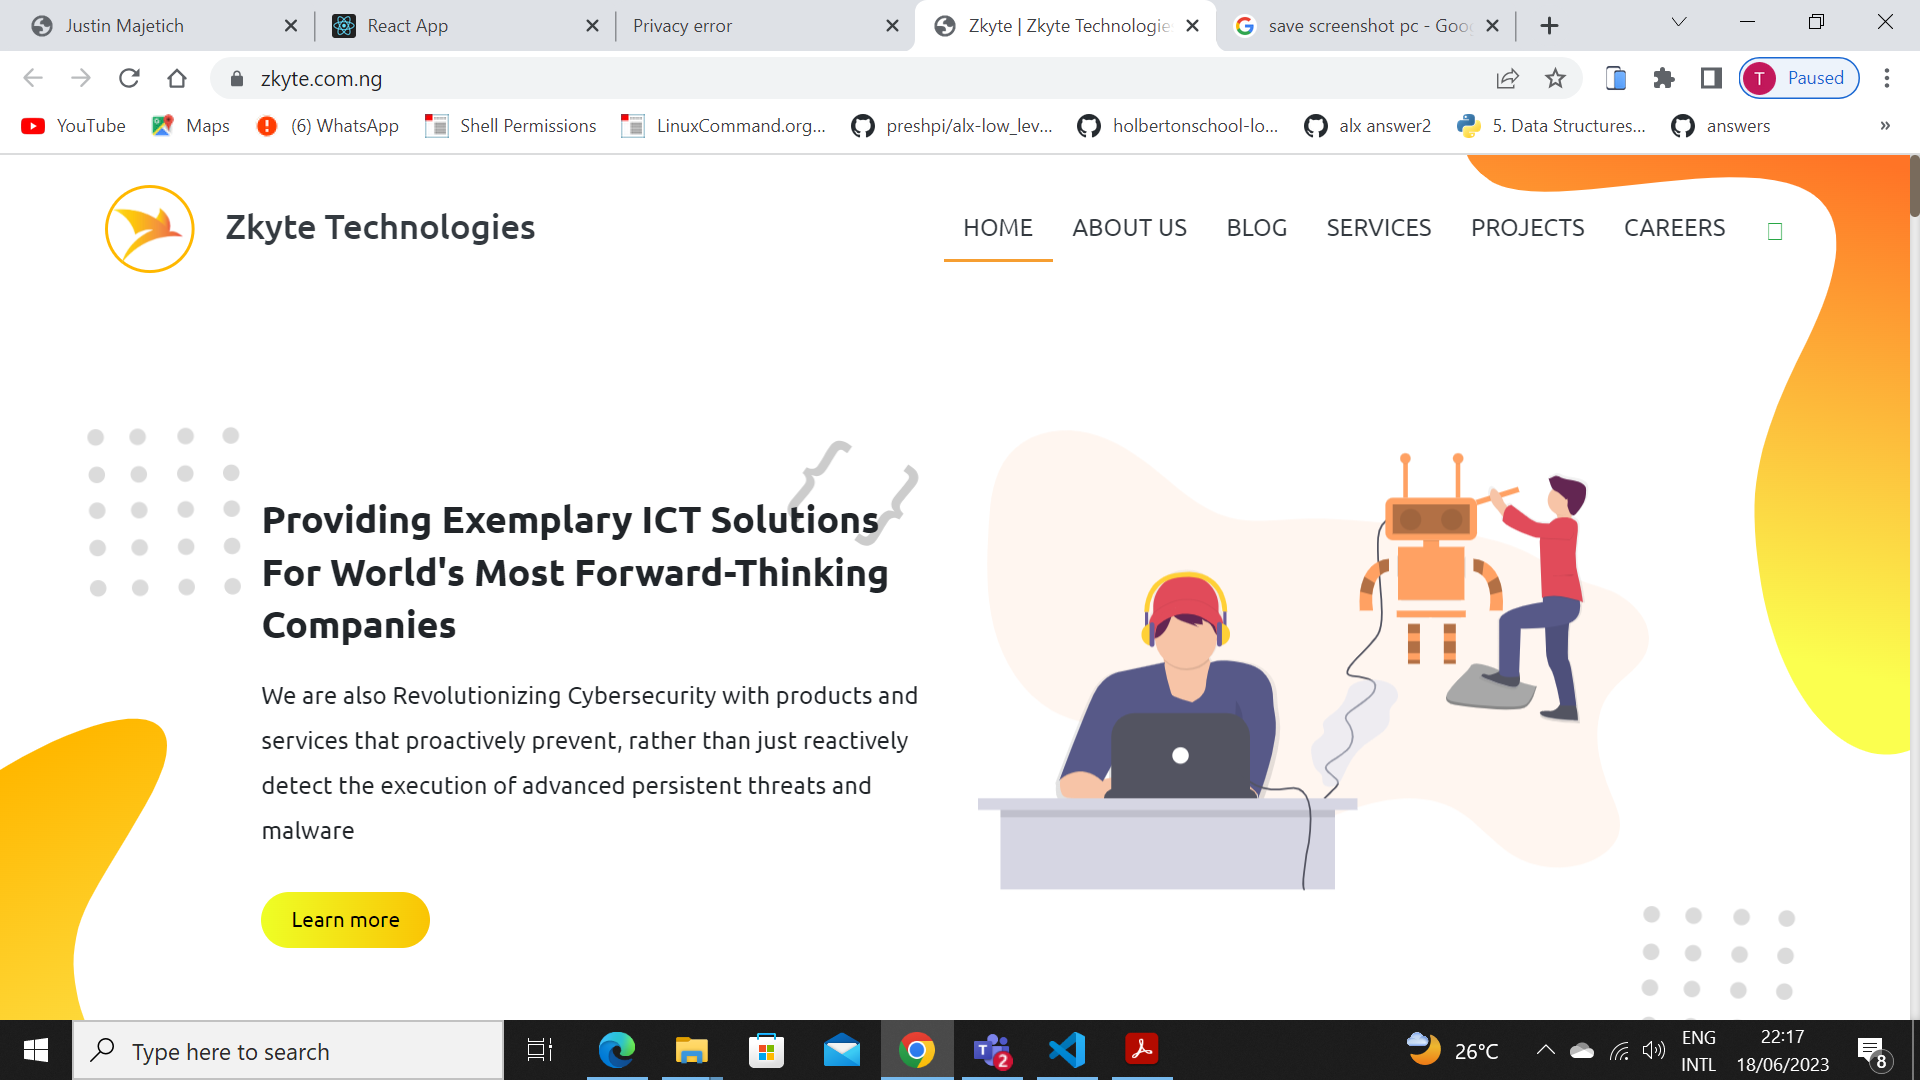 Justin Majetich
React App
Privacy error
Zkyte | Zkyte Technologie
save screenshot pc - Goo
zkyte.com.ng
T
Paused
YouTube
Maps
(6) WhatsApp
Shell Permissions
LinuxCommand.org...
preshpi/alx-low_lev...
holbertonschool-lo...
alx answer2
5. Data Structures...
answers
»
Zkyte Technologies
HOME
ABOUT US
BLOG
SERVICES
PROJECTS
CAREERS
{ }
Providing Exemplary ICT Solutions
For World's Most Forward-Thinking
Companies
We are also Revolutionizing Cybersecurity with products and
services that proactively prevent, rather than just reactively
detect the execution of advanced persistent threats and
malware
Learn more
Type here to search
2
26°C
ENG
INTL
22:17
18/06/2023
8